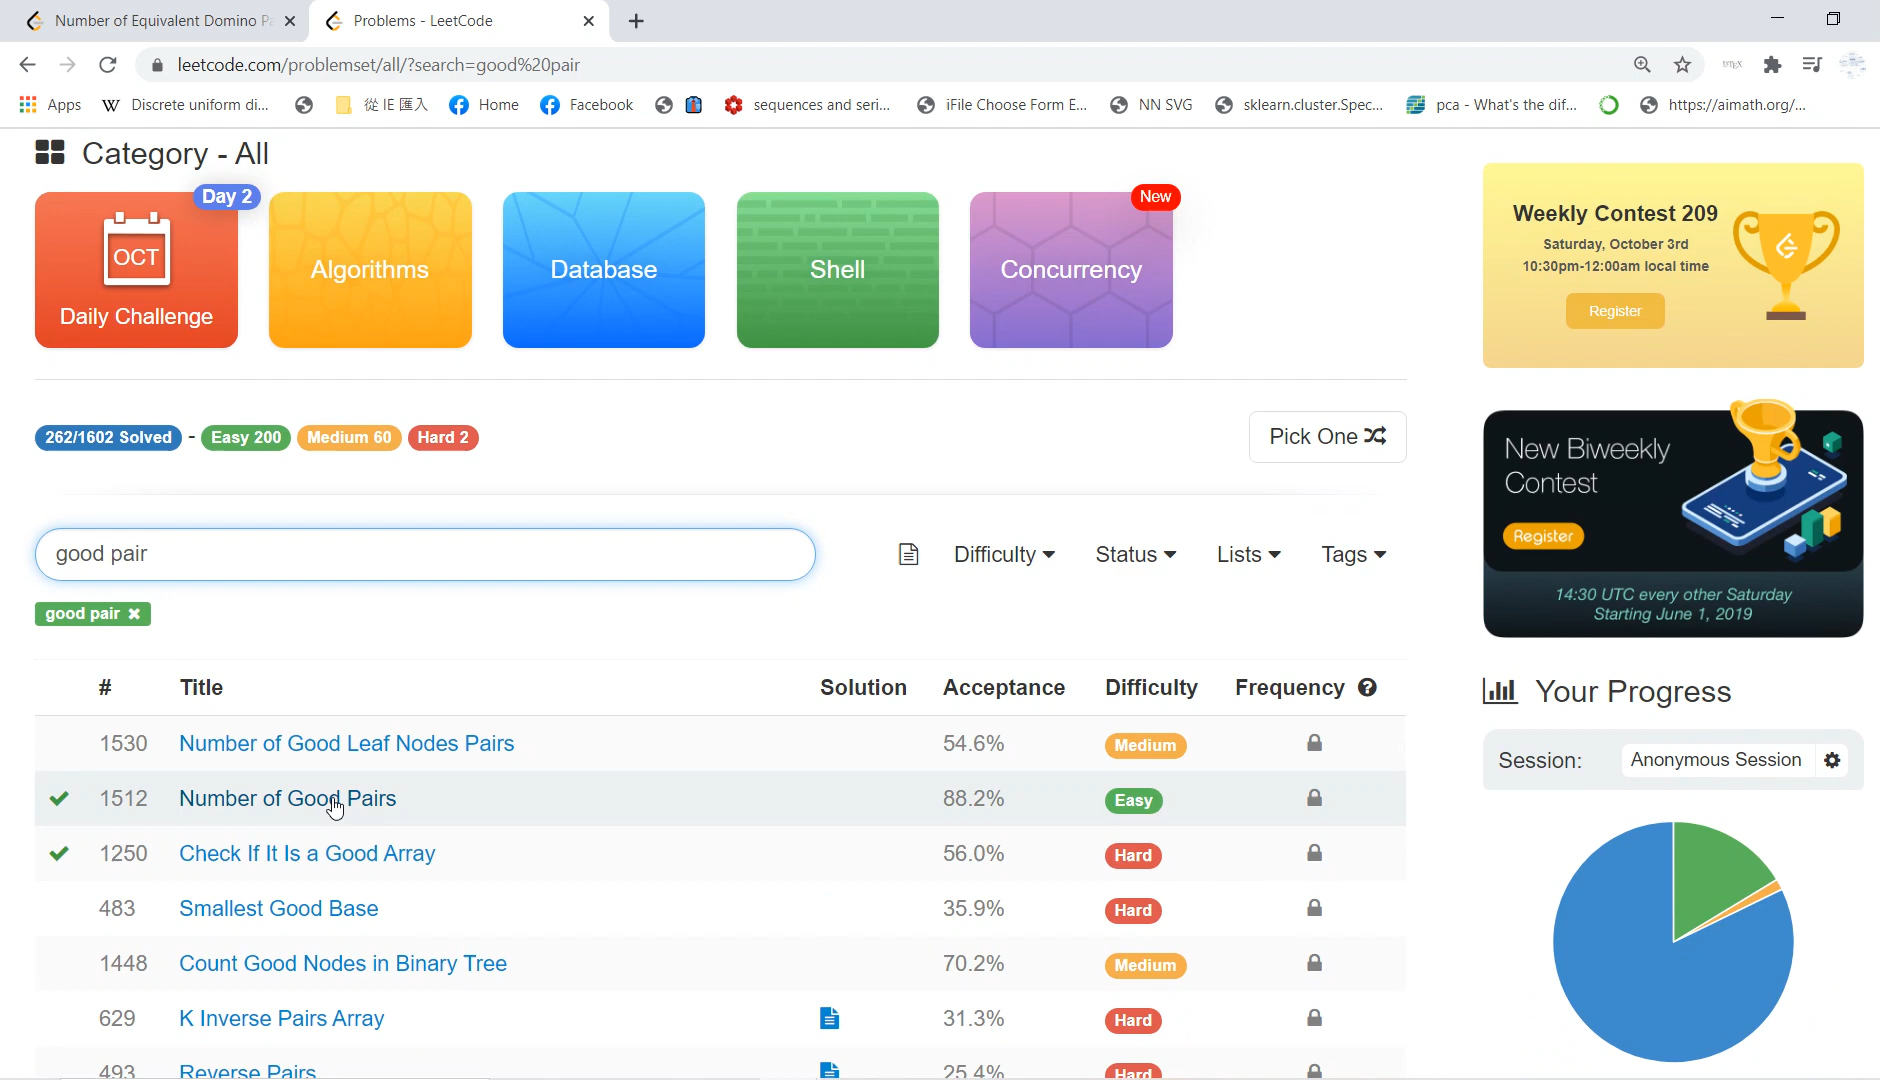 Number of Equivalent Domino Pa
Problems - LeetCode
leetcode.com/problemset/all/?search=good%20pair
Apps
Discrete uniform di...
從 IE 匯入
Home
Facebook
sequences and seri...
iFile Choose Form E...
NN SVG
sklearn.cluster.Spec...
pca - What's the dif...
https://aimath.org/...
Category - All
Day 2
OCT
Daily Challenge
Algorithms
Database
Shell
New
Concurrency
Weekly Contest 209
Saturday, October 3rd
10:30pm-12:00am local time
Register
262/1602 Solved - Easy 200 Medium 60 Hard 2
Pick One
New Biweekly
Contest
Register
14:30 UTC every other Saturday
Starting June 1, 2019
good pair
Difficulty
Status
Lists
Tags
good pair
# Title Solution Acceptance Difficulty Frequency
1530 Number of Good Leaf Nodes Pairs 54.6% Medium
1512 Number of Good Pairs 88.2% Easy
1250 Check If It Is a Good Array 56.0% Hard
483 Smallest Good Base 35.9% Hard
1448 Count Good Nodes in Binary Tree 70.2% Medium
629 K Inverse Pairs Array 31.3% Hard
493 Reverse Pairs 25.4% Hard
Your Progress
Session: Anonymous Session